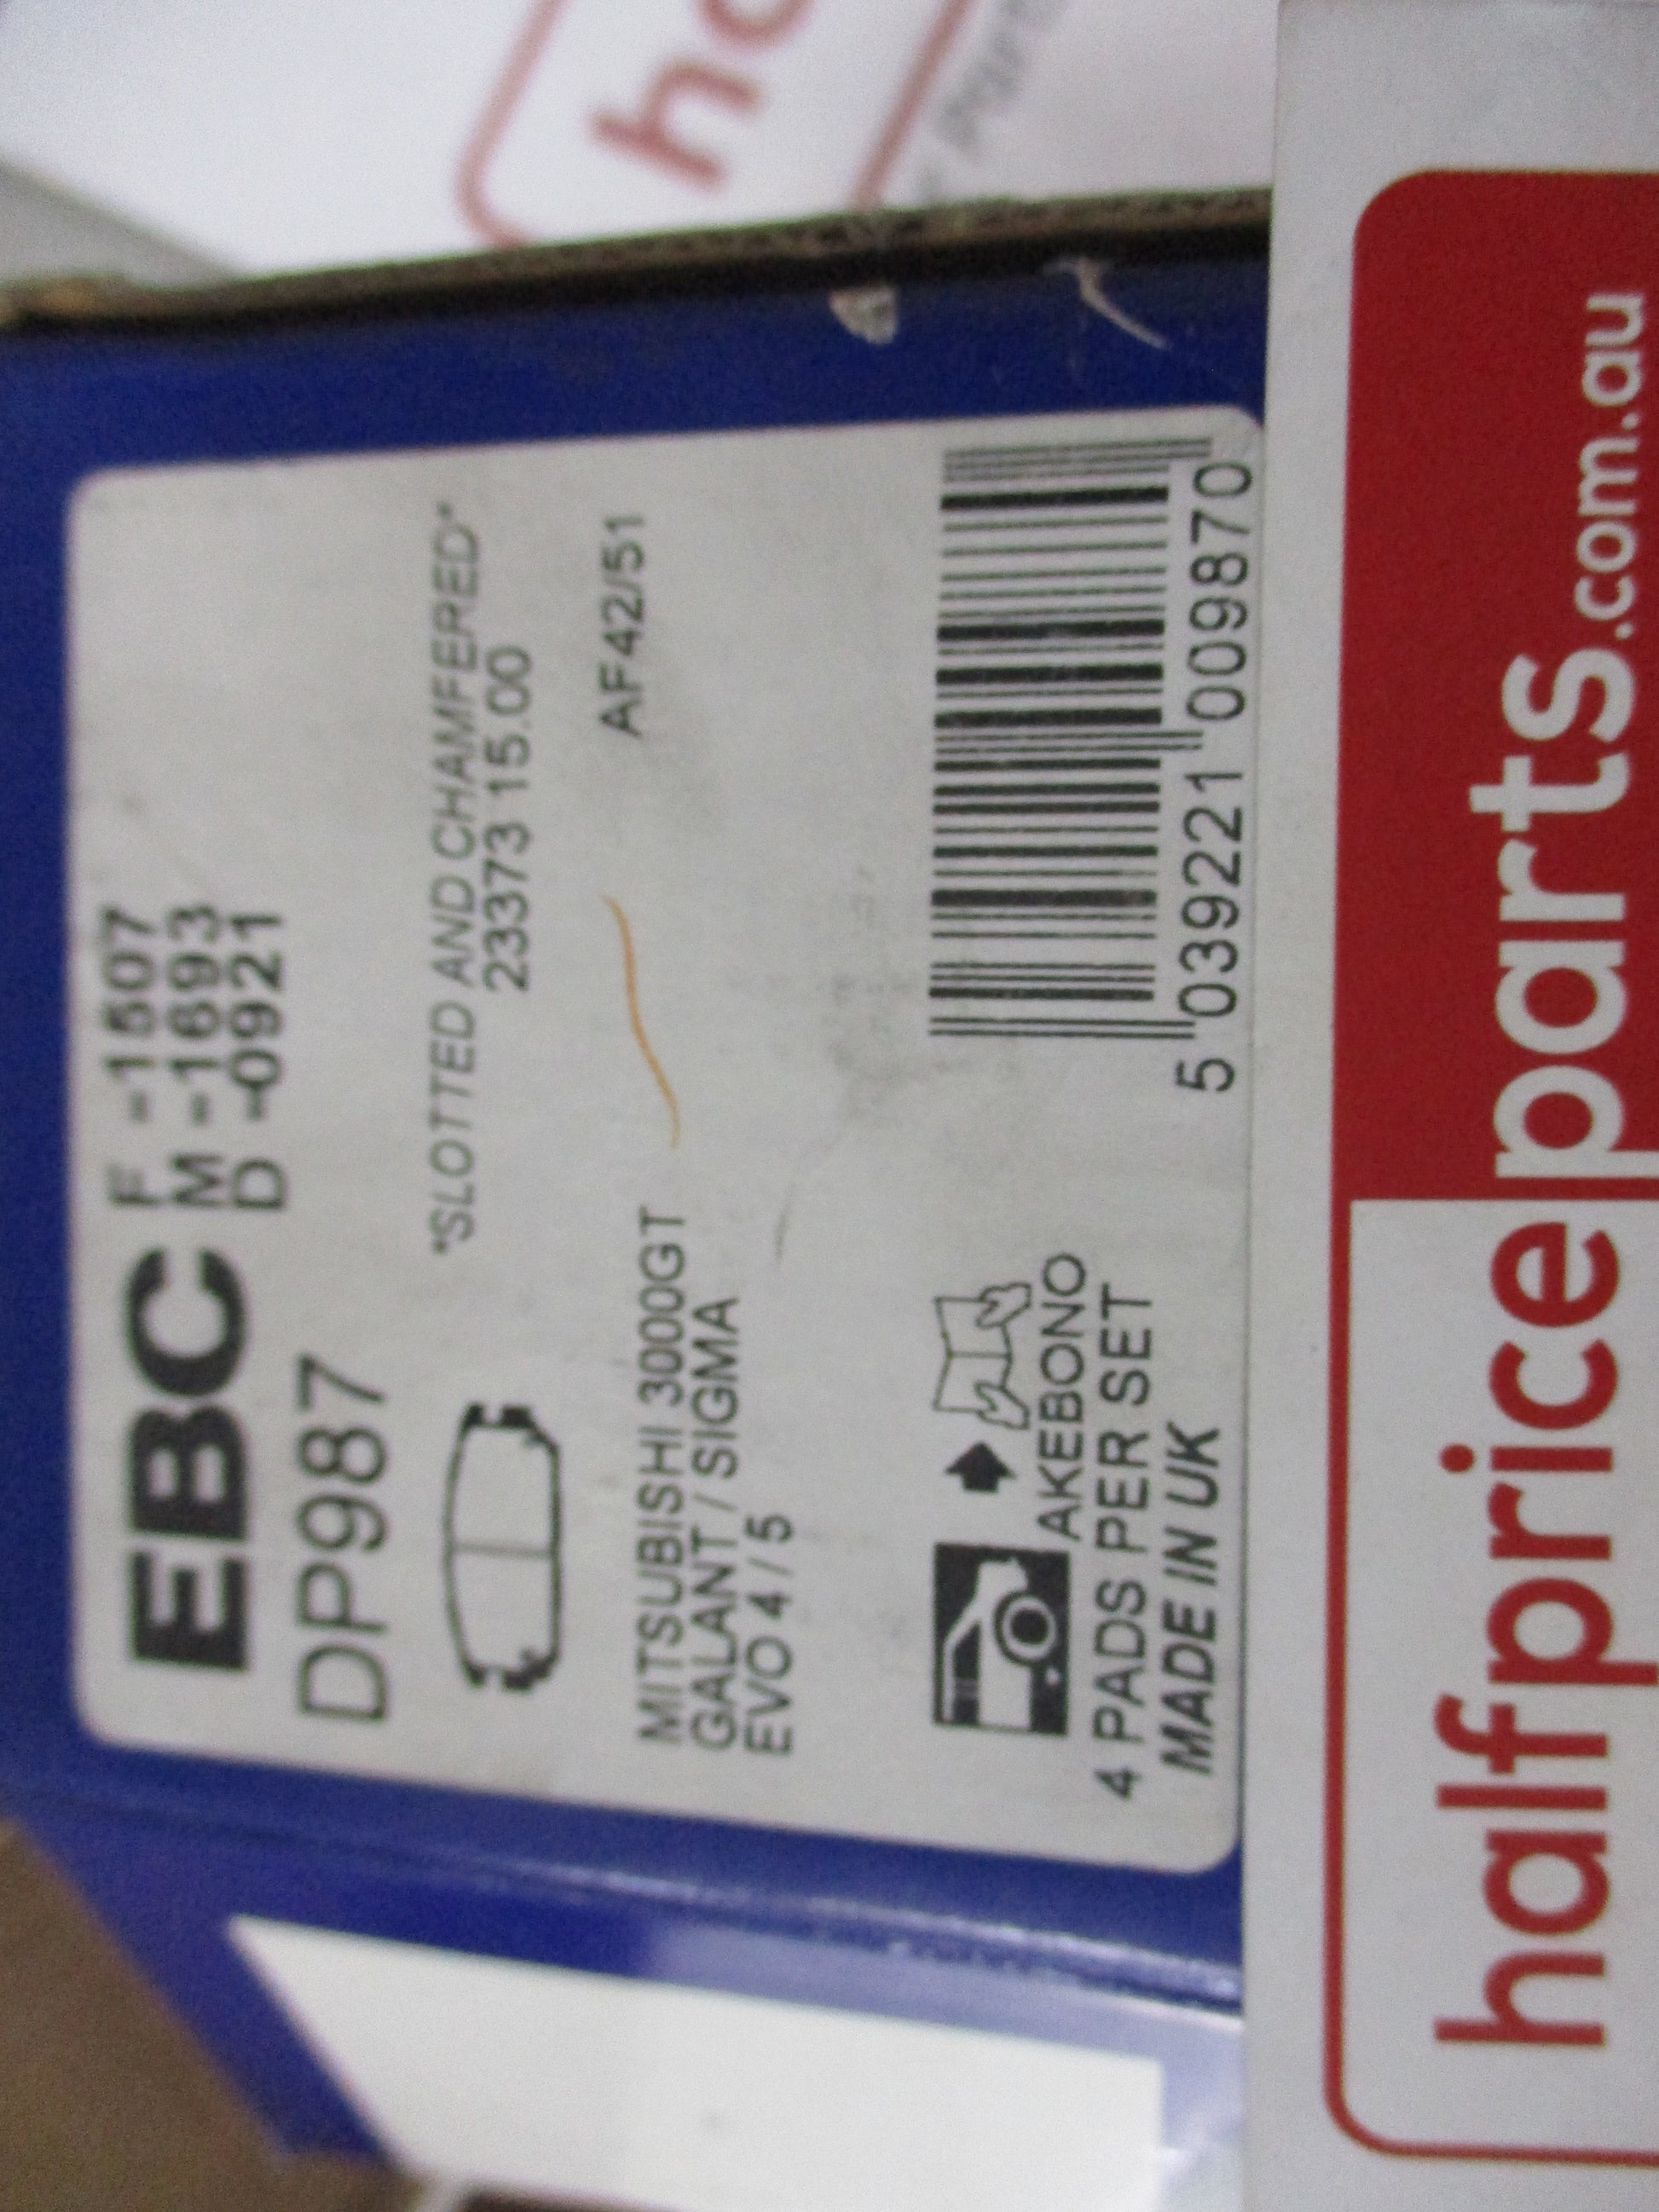 EBC
F -1507
M -1693
D -0921
DP987
*SLOTTED AND CHAMFERED*
23373 15.00
AF42/51
MITSUBISHI 3000GT
GALANT / SIGMA
EVO 4 / 5
AKEBONO
4 PADS PER SET
MADE IN UK
5 039221 009870
halfpriceparts.com.au